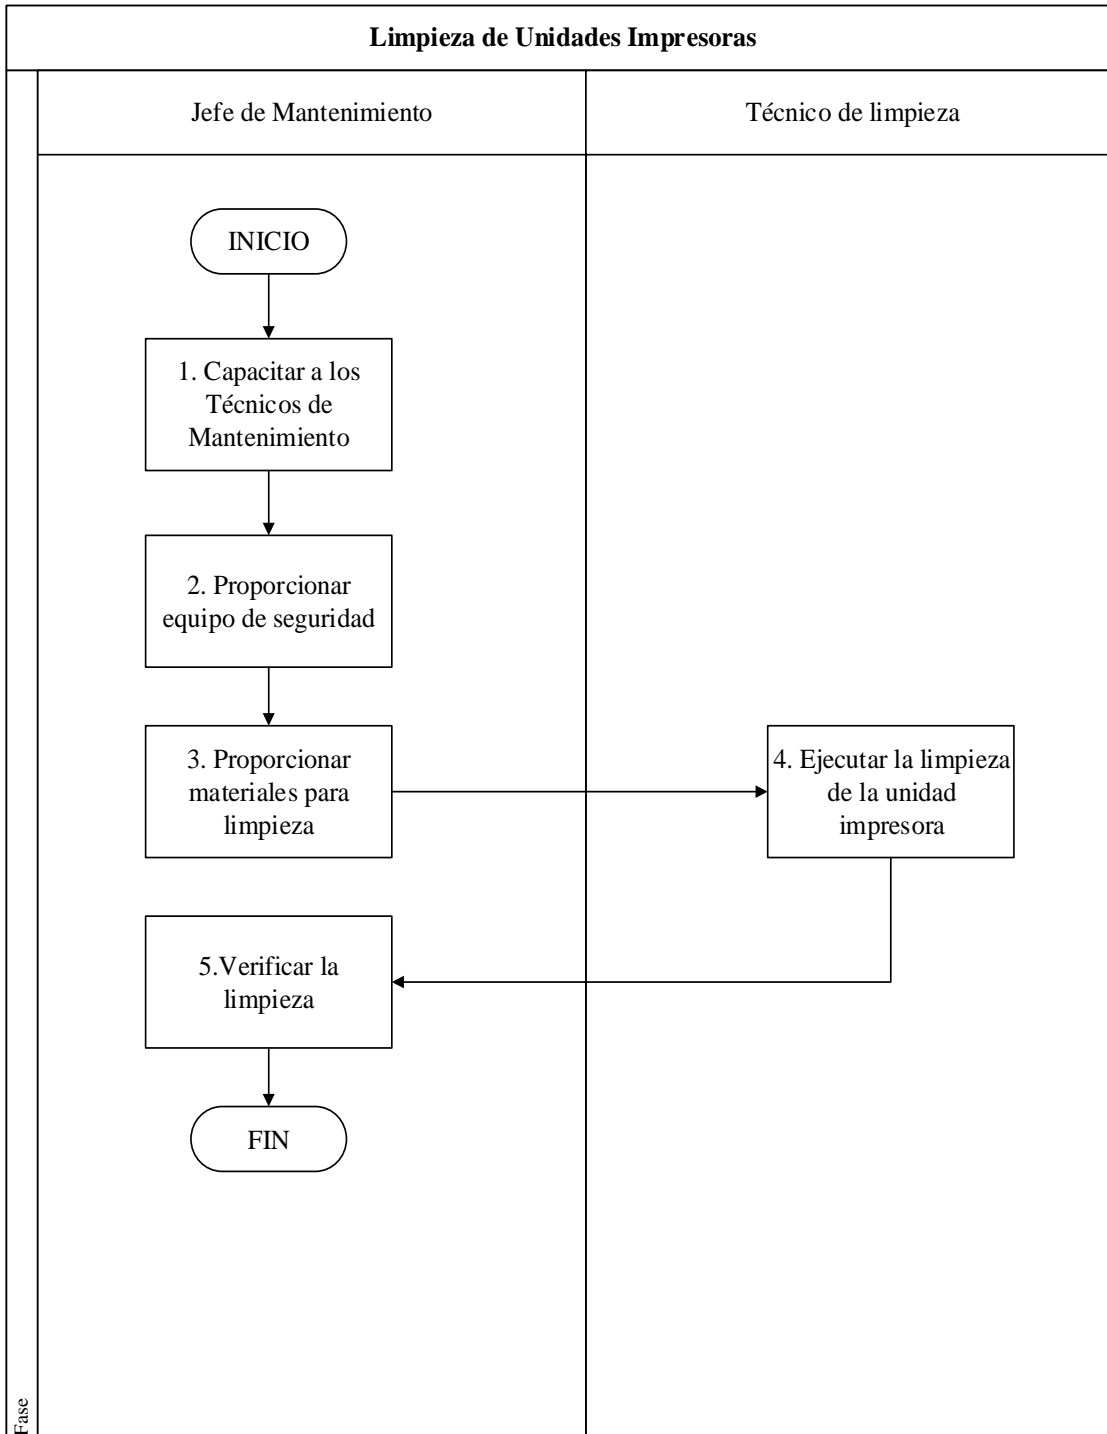 Limpieza de Unidades Impresoras
Jefe de Mantenimiento
Técnico de limpieza
INICIO
1. Capacitar a los
Técnicos de
Mantenimiento
2. Proporcionar
equipo de seguridad
3. Proporcionar
materiales para
limpieza
4. Ejecutar la limpieza
de la unidad
impresora
5.Verificar la
limpieza
FIN
Fase